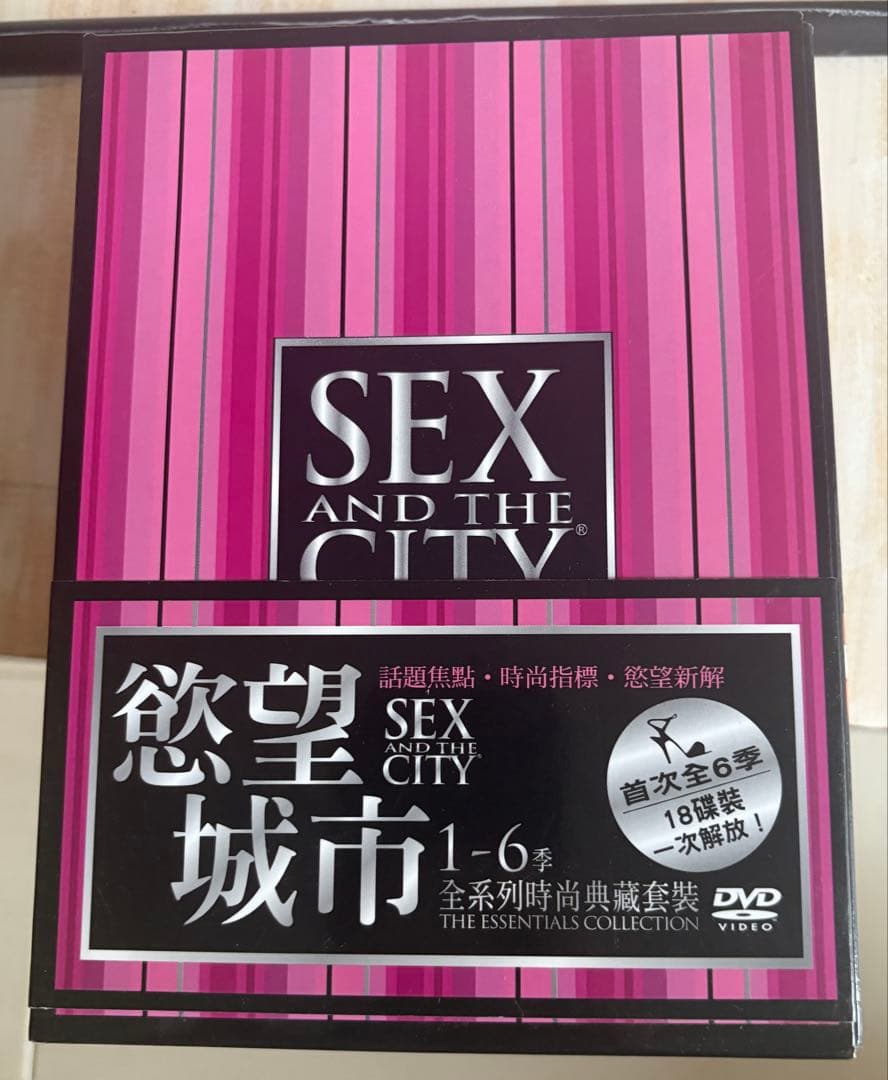 SEX
AND THE
CITY®
話題焦點・時尚指標・慾望新解
慾望
城市
SEX
AND THE
CITY
1-6季
全系列時尚典藏套裝
THE ESSENTIALS COLLECTION
首次全6季
18碟裝
一次解放！
DVD
VIDEO